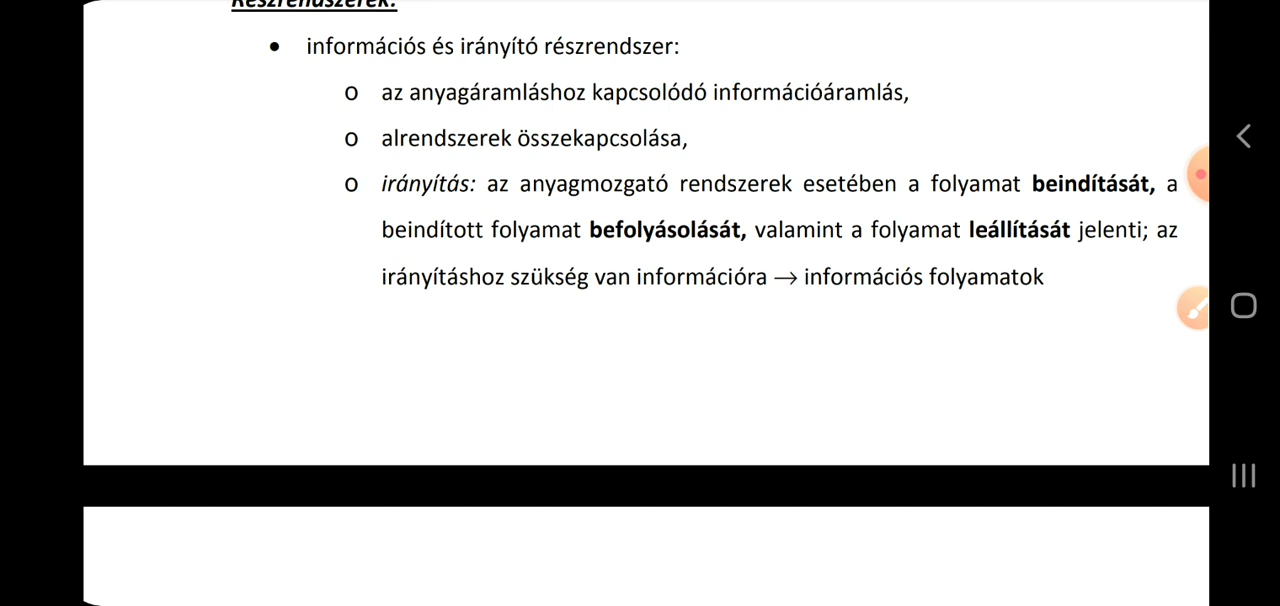 Részrendszerek:
• információs és irányító részrendszer:
o az anyagáramláshoz kapcsolódó információáramlás,
o alrendszerek összekapcsolása,
o irányítás: az anyagmozgató rendszerek esetében a folyamat beindítását, a
beindított folyamat befolyásolását, valamint a folyamat leállítását jelenti; az
irányításhoz szükség van információra → információs folyamatok